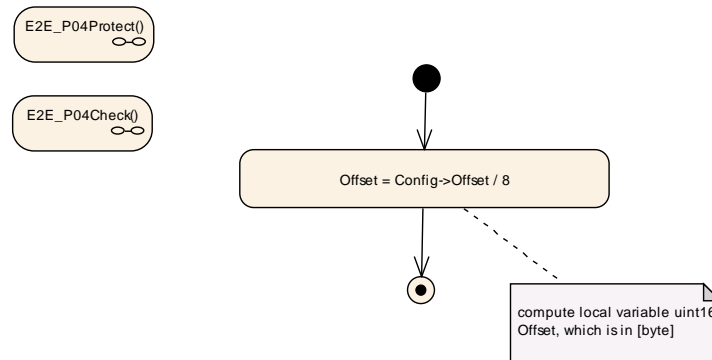 E2E_P04Protect()
E2E_P04Check()
Offset = Config->Offset / 8
compute local variable uint16
Offset, which is in [byte]